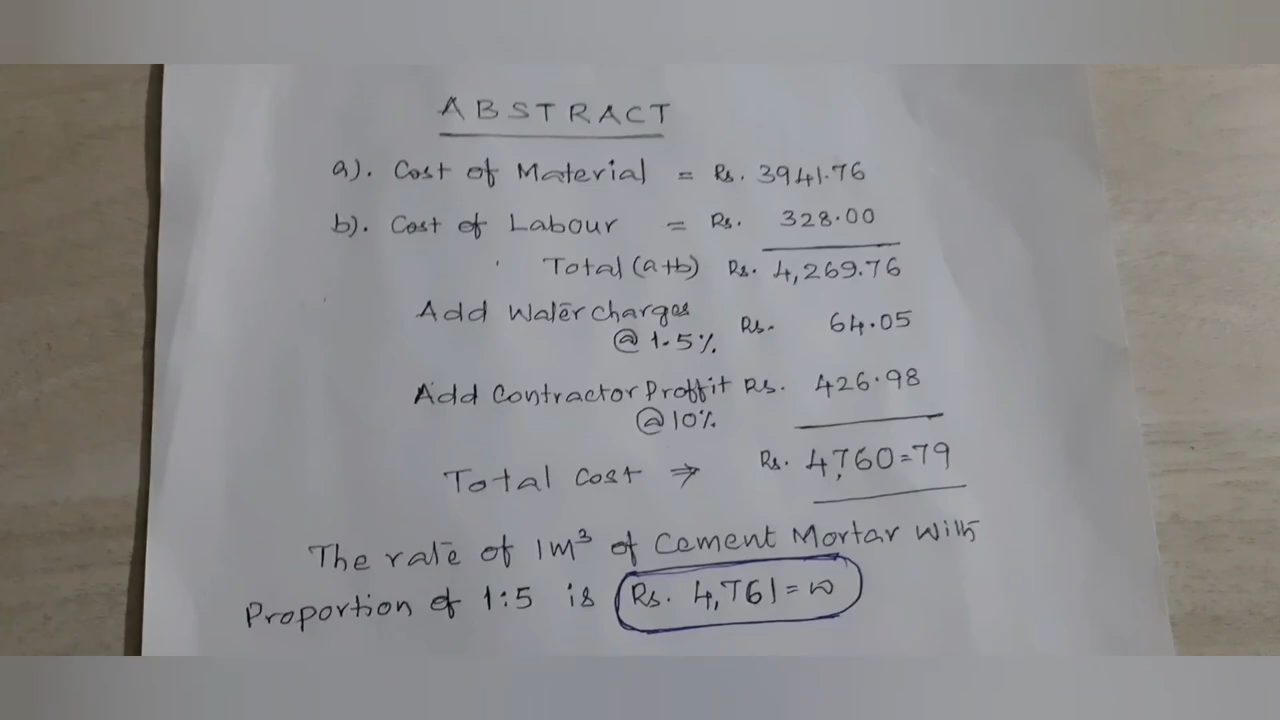 ABSTRACT
a). Cost of Material = Rs. 3941.76
b). Cost of Labour = Rs. 328.00
Total (a+b) Rs. 4,269.76
Add Water charges
@ 1.5% Rs. 64.05
Add Contractor Proffit Rs. 426.98
@ 10%
Total Cost ⇒ Rs. 4,760=79
The rate of 1m³ of Cement Mortar With
Proportion of 1:5 is Rs. 4,761=00